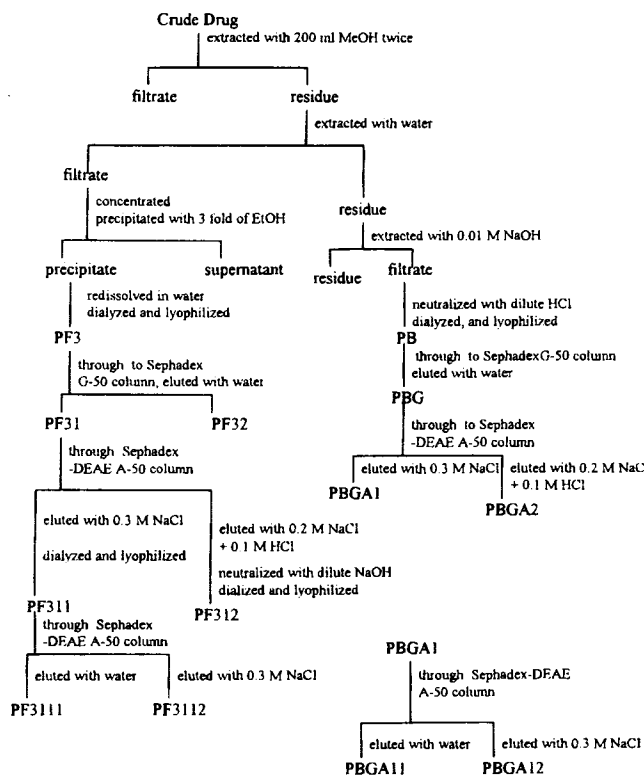 Crude Drug
extracted with 200 ml MeOH twice
filtrate
residue
extracted with water
filtrate
concentrated
precipitated with 3 fold of EtOH
residue
extracted with 0.01 M NaOH
precipitate
supernatant
residue
filtrate
redissolved in water
dialyzed and lyophilized
neutralized with dilute HCl
dialyzed, and lyophilized
PF3
PB
through to Sephadex
G-50 column, eluted with water
through to SephadexG-50 column
eluted with water
PBG
PF31
PF32
through to Sephadex
-DEAE A-50 column
through Sephadex
-DEAE A-50 column
eluted with 0.3 M NaCl
eluted with 0.2 M NaCl
+ 0.1 M HCl
PBGA1
PBGA2
eluted with 0.3 M NaCl
eluted with 0.2 M NaCl
+ 0.1 M HCl
dialyzed and lyophilized
neutralized with dilute NaOH
dialized and lyophilized
PF311
PF312
through Sephadex
-DEAE A-50 column
PBGA1
through Sephadex-DEAE
A-50 column
eluted with water
eluted with 0.3 M NaCl
PF3111
PF3112
eluted with water
eluted with 0.3 M NaCl
PBGA11
PBGA12